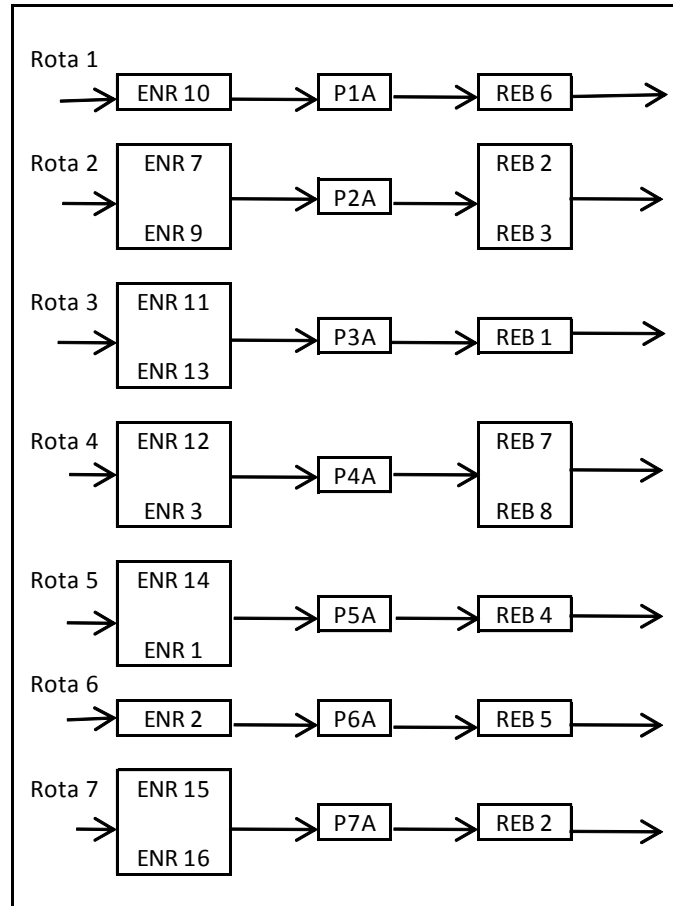 Rota 1
ENR 10 P1A REB 6
Rota 2
ENR 7 REB 2
P2A
ENR 9 REB 3
Rota 3
ENR 11
P3A REB 1
ENR 13
Rota 4
ENR 12 REB 7
P4A
ENR 3 REB 8
Rota 5
ENR 14
P5A REB 4
ENR 1
Rota 6
ENR 2 P6A REB 5
Rota 7
ENR 15
P7A REB 2
ENR 16